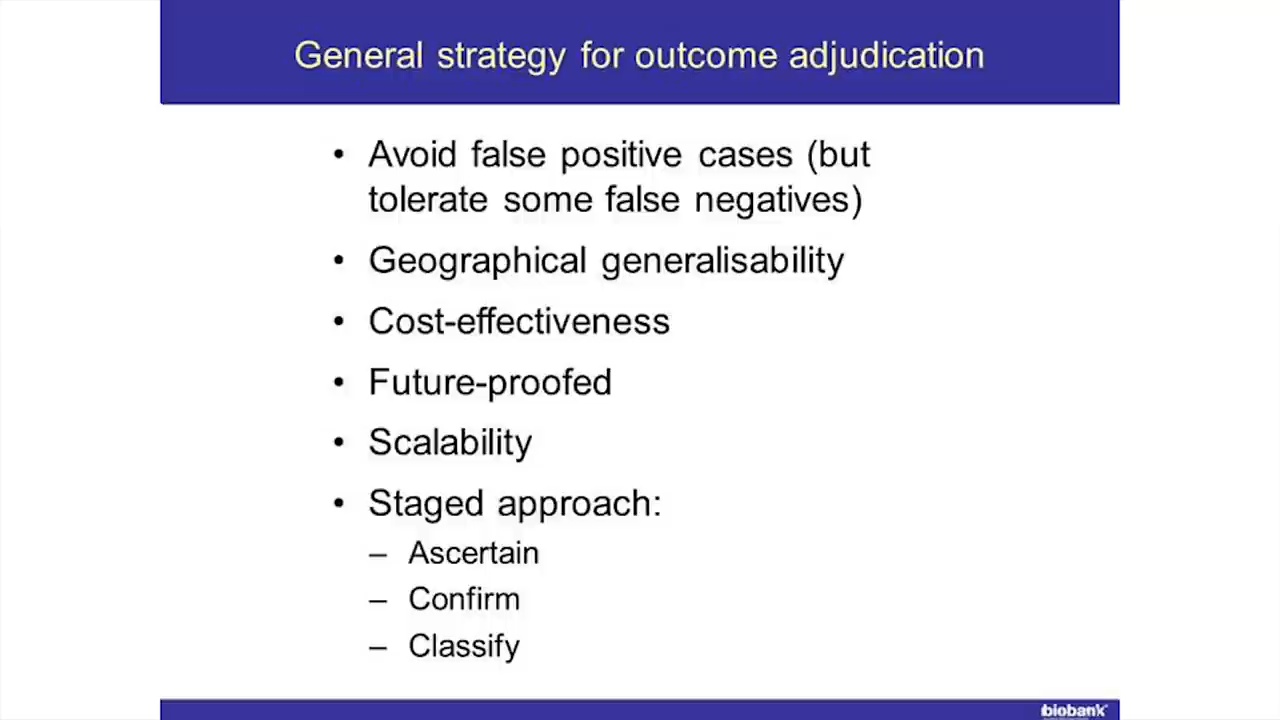 General strategy for outcome adjudication
• Avoid false positive cases (but
tolerate some false negatives)
• Geographical generalisability
• Cost-effectiveness
• Future-proofed
• Scalability
• Staged approach:
– Ascertain
– Confirm
– Classify
biobank